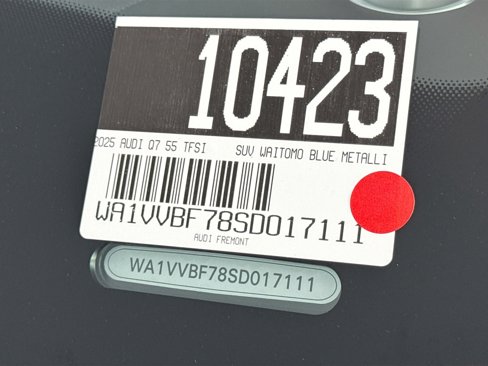 10423
2025 AUDI Q7 55 TFSI SUV WAITOMO BLUE METALLI
WA1VVBF78SD017111
AUDI FREMONT
WA1VVBF78SD017111